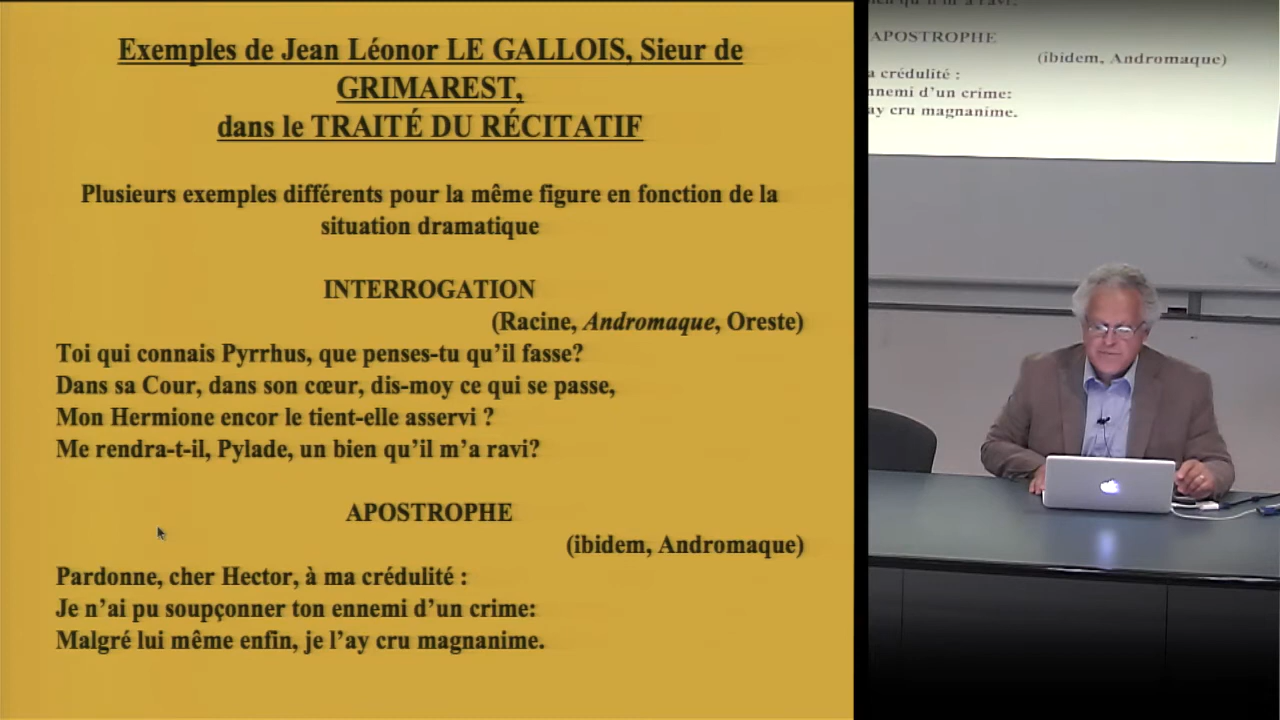 Exemples de Jean Léonor LE GALLOIS, Sieur de
GRIMAREST,
dans le TRAITÉ DU RÉCITATIF
Plusieurs exemples différents pour la même figure en fonction de la
situation dramatique
INTERROGATION
(Racine, Andromaque, Oreste)
Toi qui connais Pyrrhus, que penses-tu qu’il fasse?
Dans sa Cour, dans son cœur, dis-moy ce qui se passe,
Mon Hermione encor le tient-elle asservi ?
Me rendra-t-il, Pylade, un bien qu’il m’a ravi?
APOSTROPHE
(ibidem, Andromaque)
Pardonne, cher Hector, à ma crédulité :
Je n’ai pu soupçonner ton ennemi d’un crime:
Malgré lui même enfin, je l’ay cru magnanime.
qu’il m’a ravi.
APOSTROPHE
(ibidem, Andromaque)
a crédulité :
nnemi d’un crime:
ay cru magnanime.